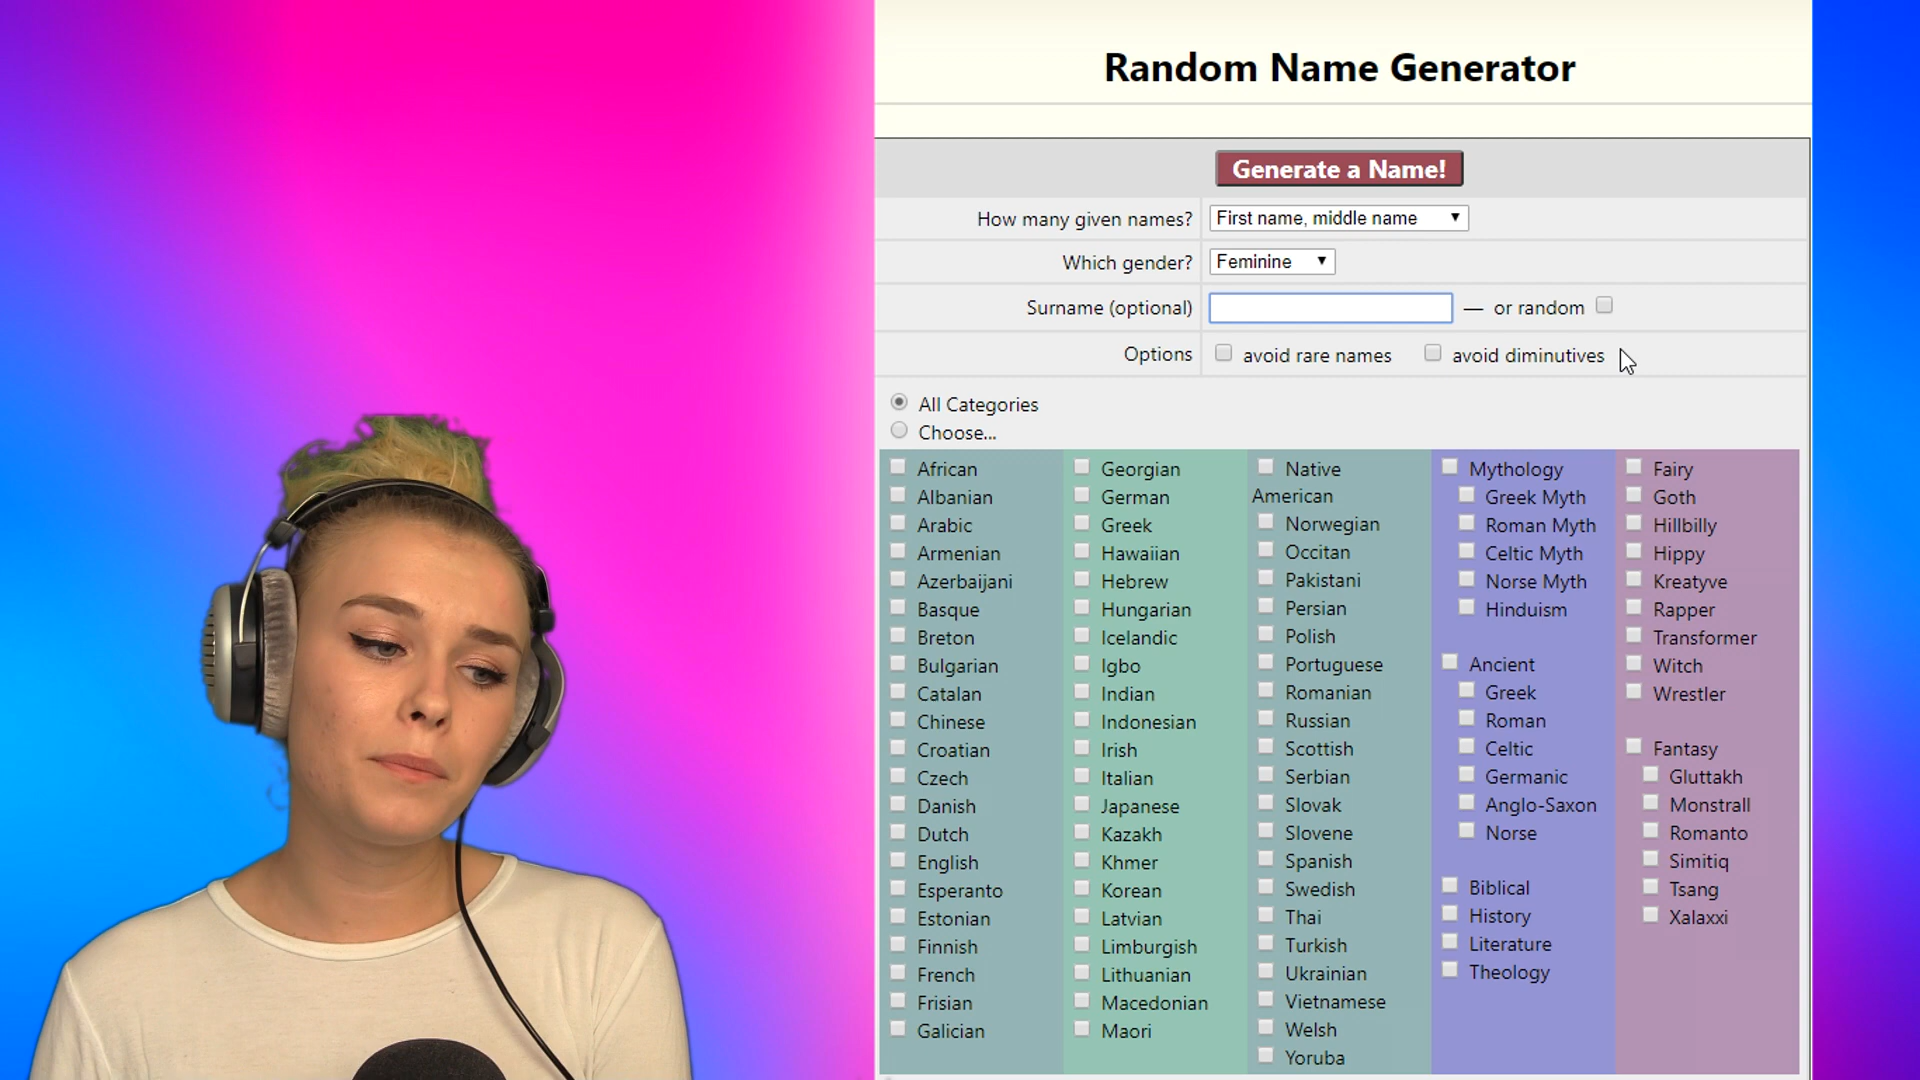 Random Name Generator
Generate a Name!
How many given names? First name, middle name
Which gender? Feminine
Surname (optional) — or random
Options avoid rare names avoid diminutives
All Categories
Choose...
African
Albanian
Arabic
Armenian
Azerbaijani
Basque
Breton
Bulgarian
Catalan
Chinese
Croatian
Czech
Danish
Dutch
English
Esperanto
Estonian
Finnish
French
Frisian
Galician
Georgian
German
Greek
Hawaiian
Hebrew
Hungarian
Icelandic
Igbo
Indian
Indonesian
Irish
Italian
Japanese
Kazakh
Khmer
Korean
Latvian
Limburgish
Lithuanian
Macedonian
Maori
Native
American
Norwegian
Occitan
Pakistani
Persian
Polish
Portuguese
Romanian
Russian
Scottish
Serbian
Slovak
Slovene
Spanish
Swedish
Thai
Turkish
Ukrainian
Vietnamese
Welsh
Yoruba
Mythology
Greek Myth
Roman Myth
Celtic Myth
Norse Myth
Hinduism
Ancient
Greek
Roman
Celtic
Germanic
Anglo-Saxon
Norse
Biblical
History
Literature
Theology
Fairy
Goth
Hillbilly
Hippy
Kreatyve
Rapper
Transformer
Witch
Wrestler
Fantasy
Gluttakh
Monstrall
Romanto
Simitiq
Tsang
Xalaxxi